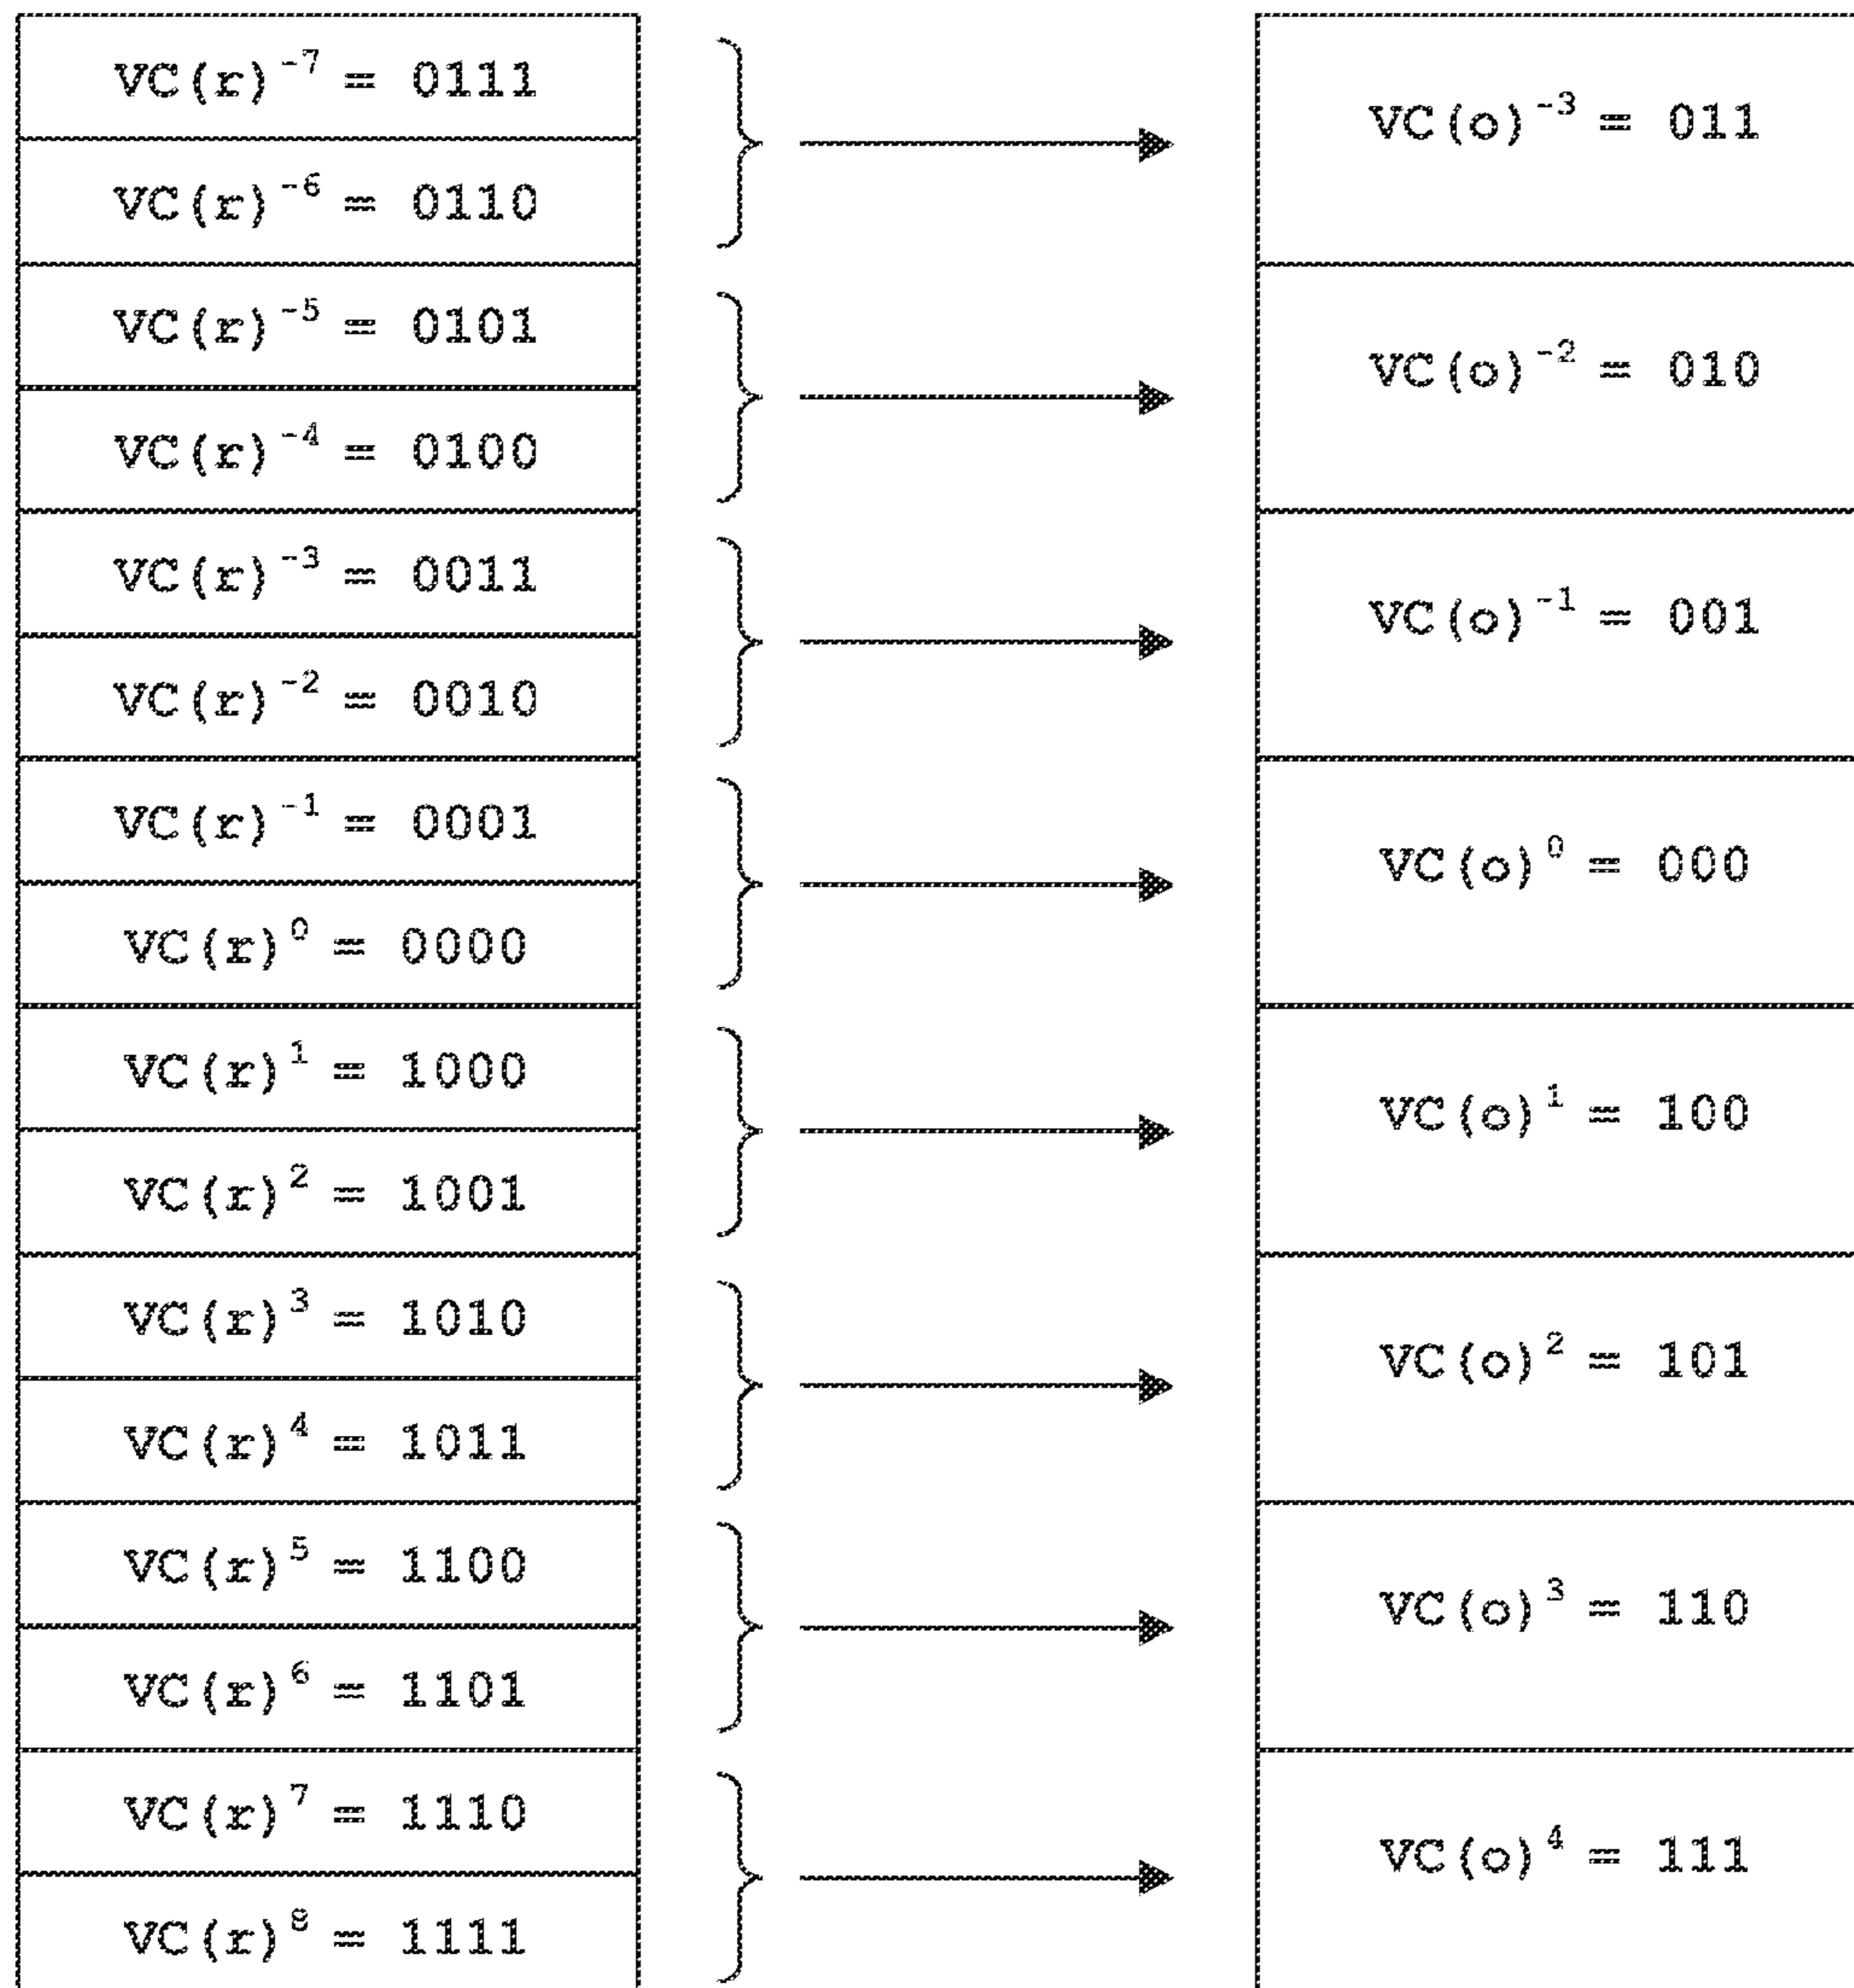 VC(r)⁻⁷ = 0111
VC(r)⁻⁶ = 0110
VC(r)⁻⁵ = 0101
VC(r)⁻⁴ = 0100
VC(r)⁻³ = 0011
VC(r)⁻² = 0010
VC(r)⁻¹ = 0001
VC(r)⁰ = 0000
VC(r)¹ = 1000
VC(r)² = 1001
VC(r)³ = 1010
VC(r)⁴ = 1011
VC(r)⁵ = 1100
VC(r)⁶ = 1101
VC(r)⁷ = 1110
VC(r)⁸ = 1111
VC(o)⁻³ = 011
VC(o)⁻² = 010
VC(o)⁻¹ = 001
VC(o)⁰ = 000
VC(o)¹ = 100
VC(o)² = 101
VC(o)³ = 110
VC(o)⁴ = 111